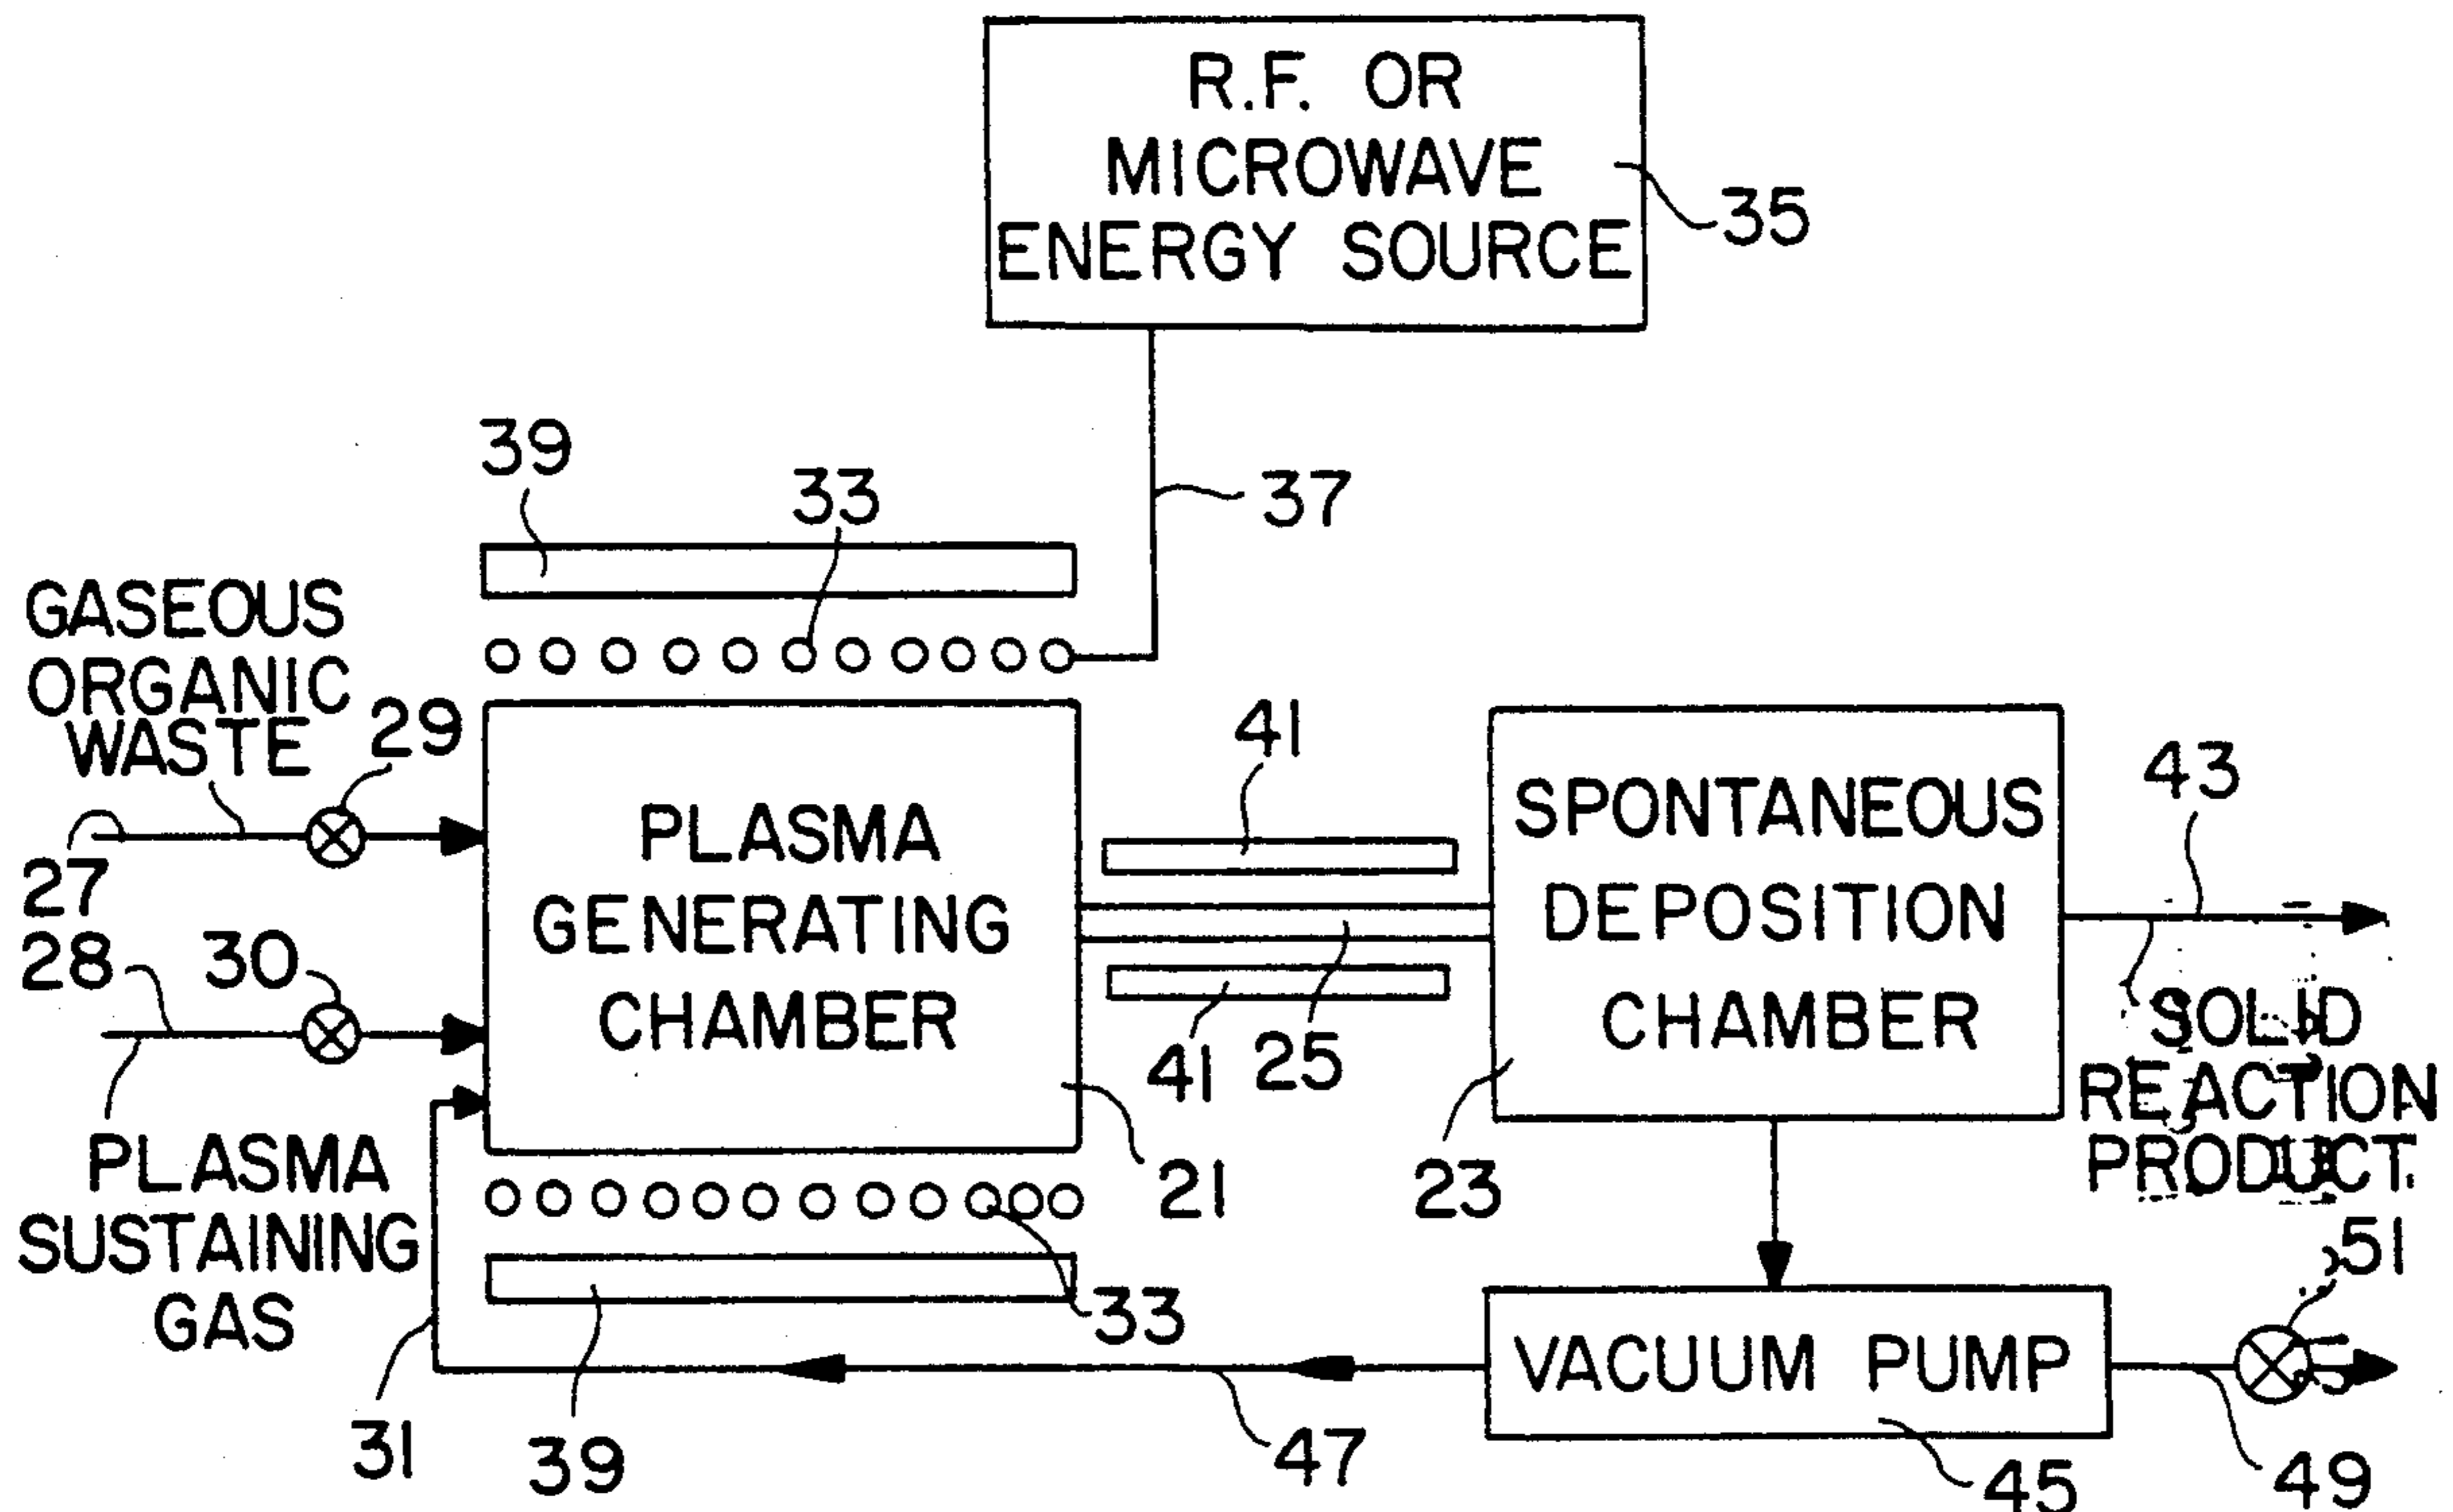 R.F. OR
MICROWAVE
ENERGY SOURCE
35
39
33
37
GASEOUS
ORGANIC
WASTE
29
27
28
30
PLASMA
GENERATING
CHAMBER
21
41
41
25
SPONTANEOUS
DEPOSITION
CHAMBER
23
43
SOLID
REACTION
PRODUCT
PLASMA
SUSTAINING
GAS
31
33
39
47
VACUUM PUMP
45
49
51